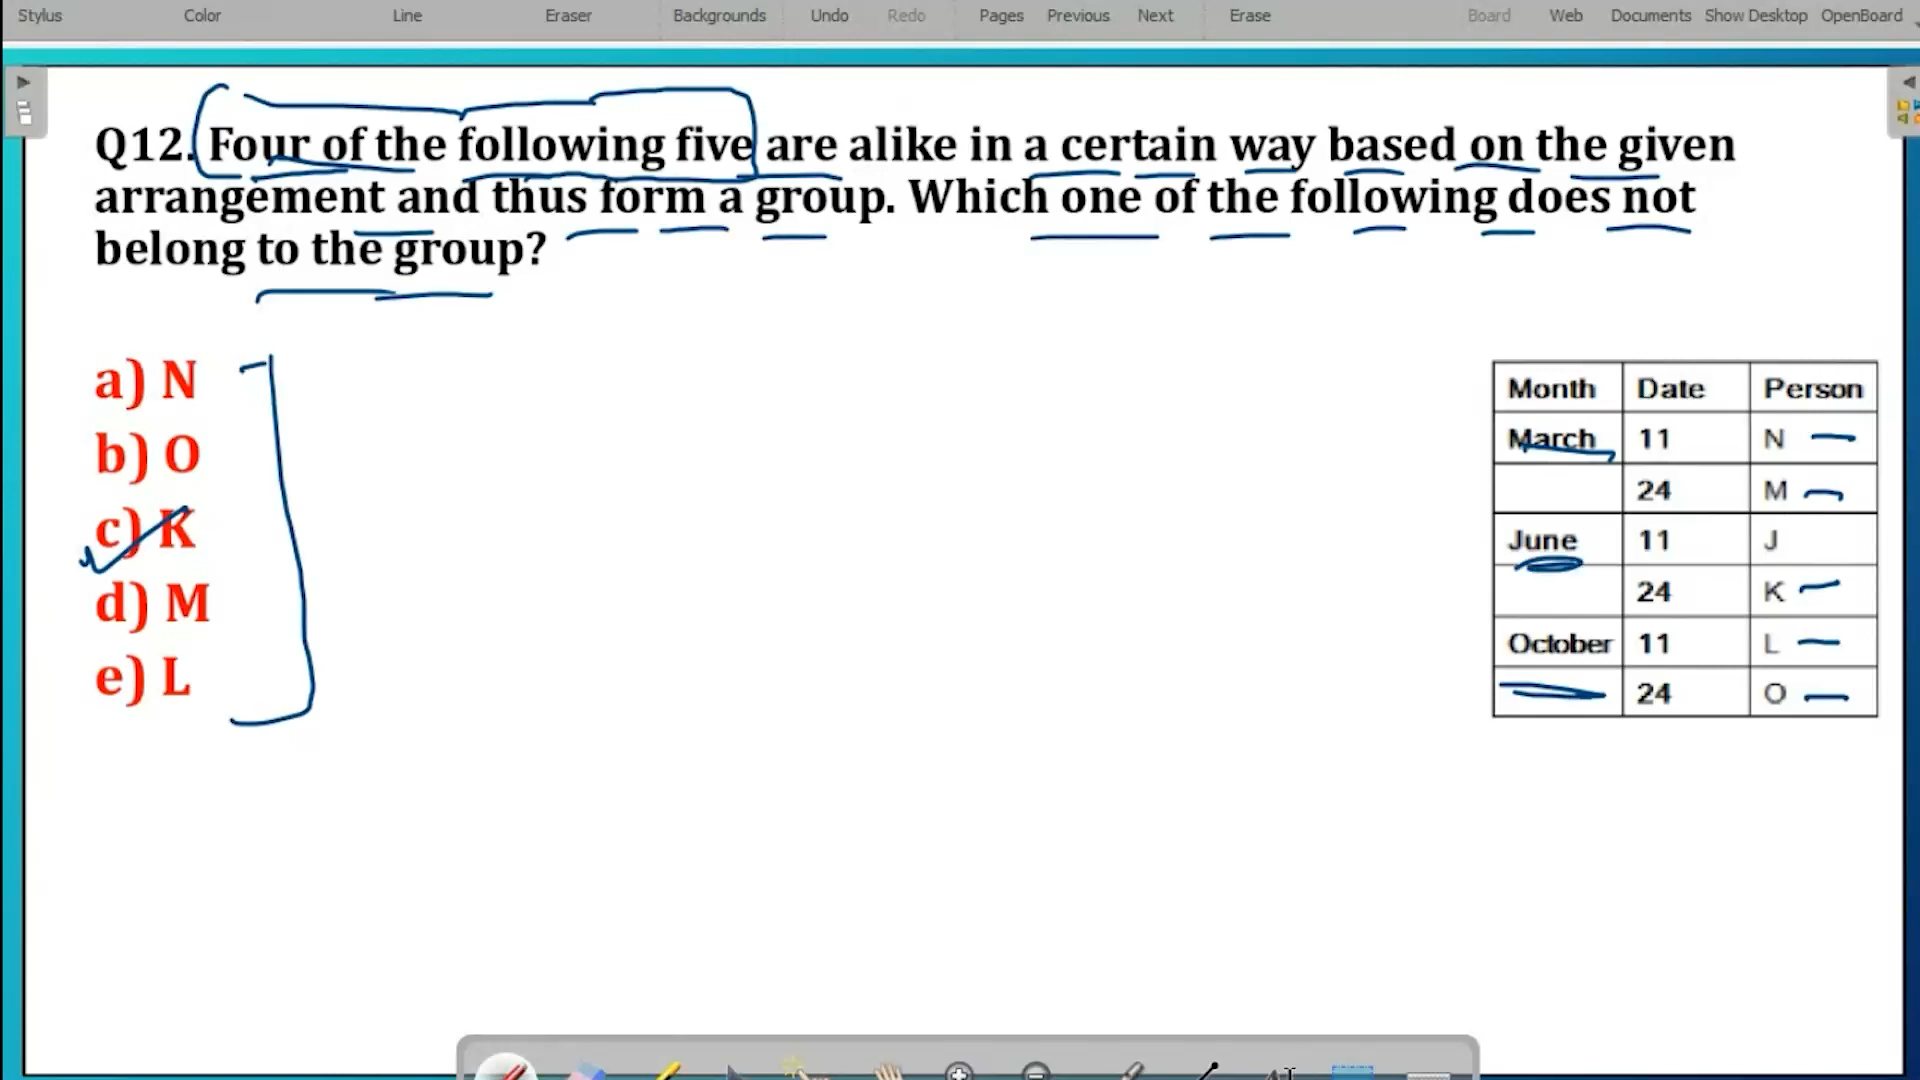 Stylus Color Line Eraser Backgrounds Undo Redo Pages Previous Next Erase Board Web Documents Show Desktop OpenBoard
Q12. Four of the following five are alike in a certain way based on the given
arrangement and thus form a group. Which one of the following does not
belong to the group?
a) N
b) O
c) K
d) M
e) L
Month Date Person
March 11 N
24 M
June 11 J
24 K
October 11 L
24 O